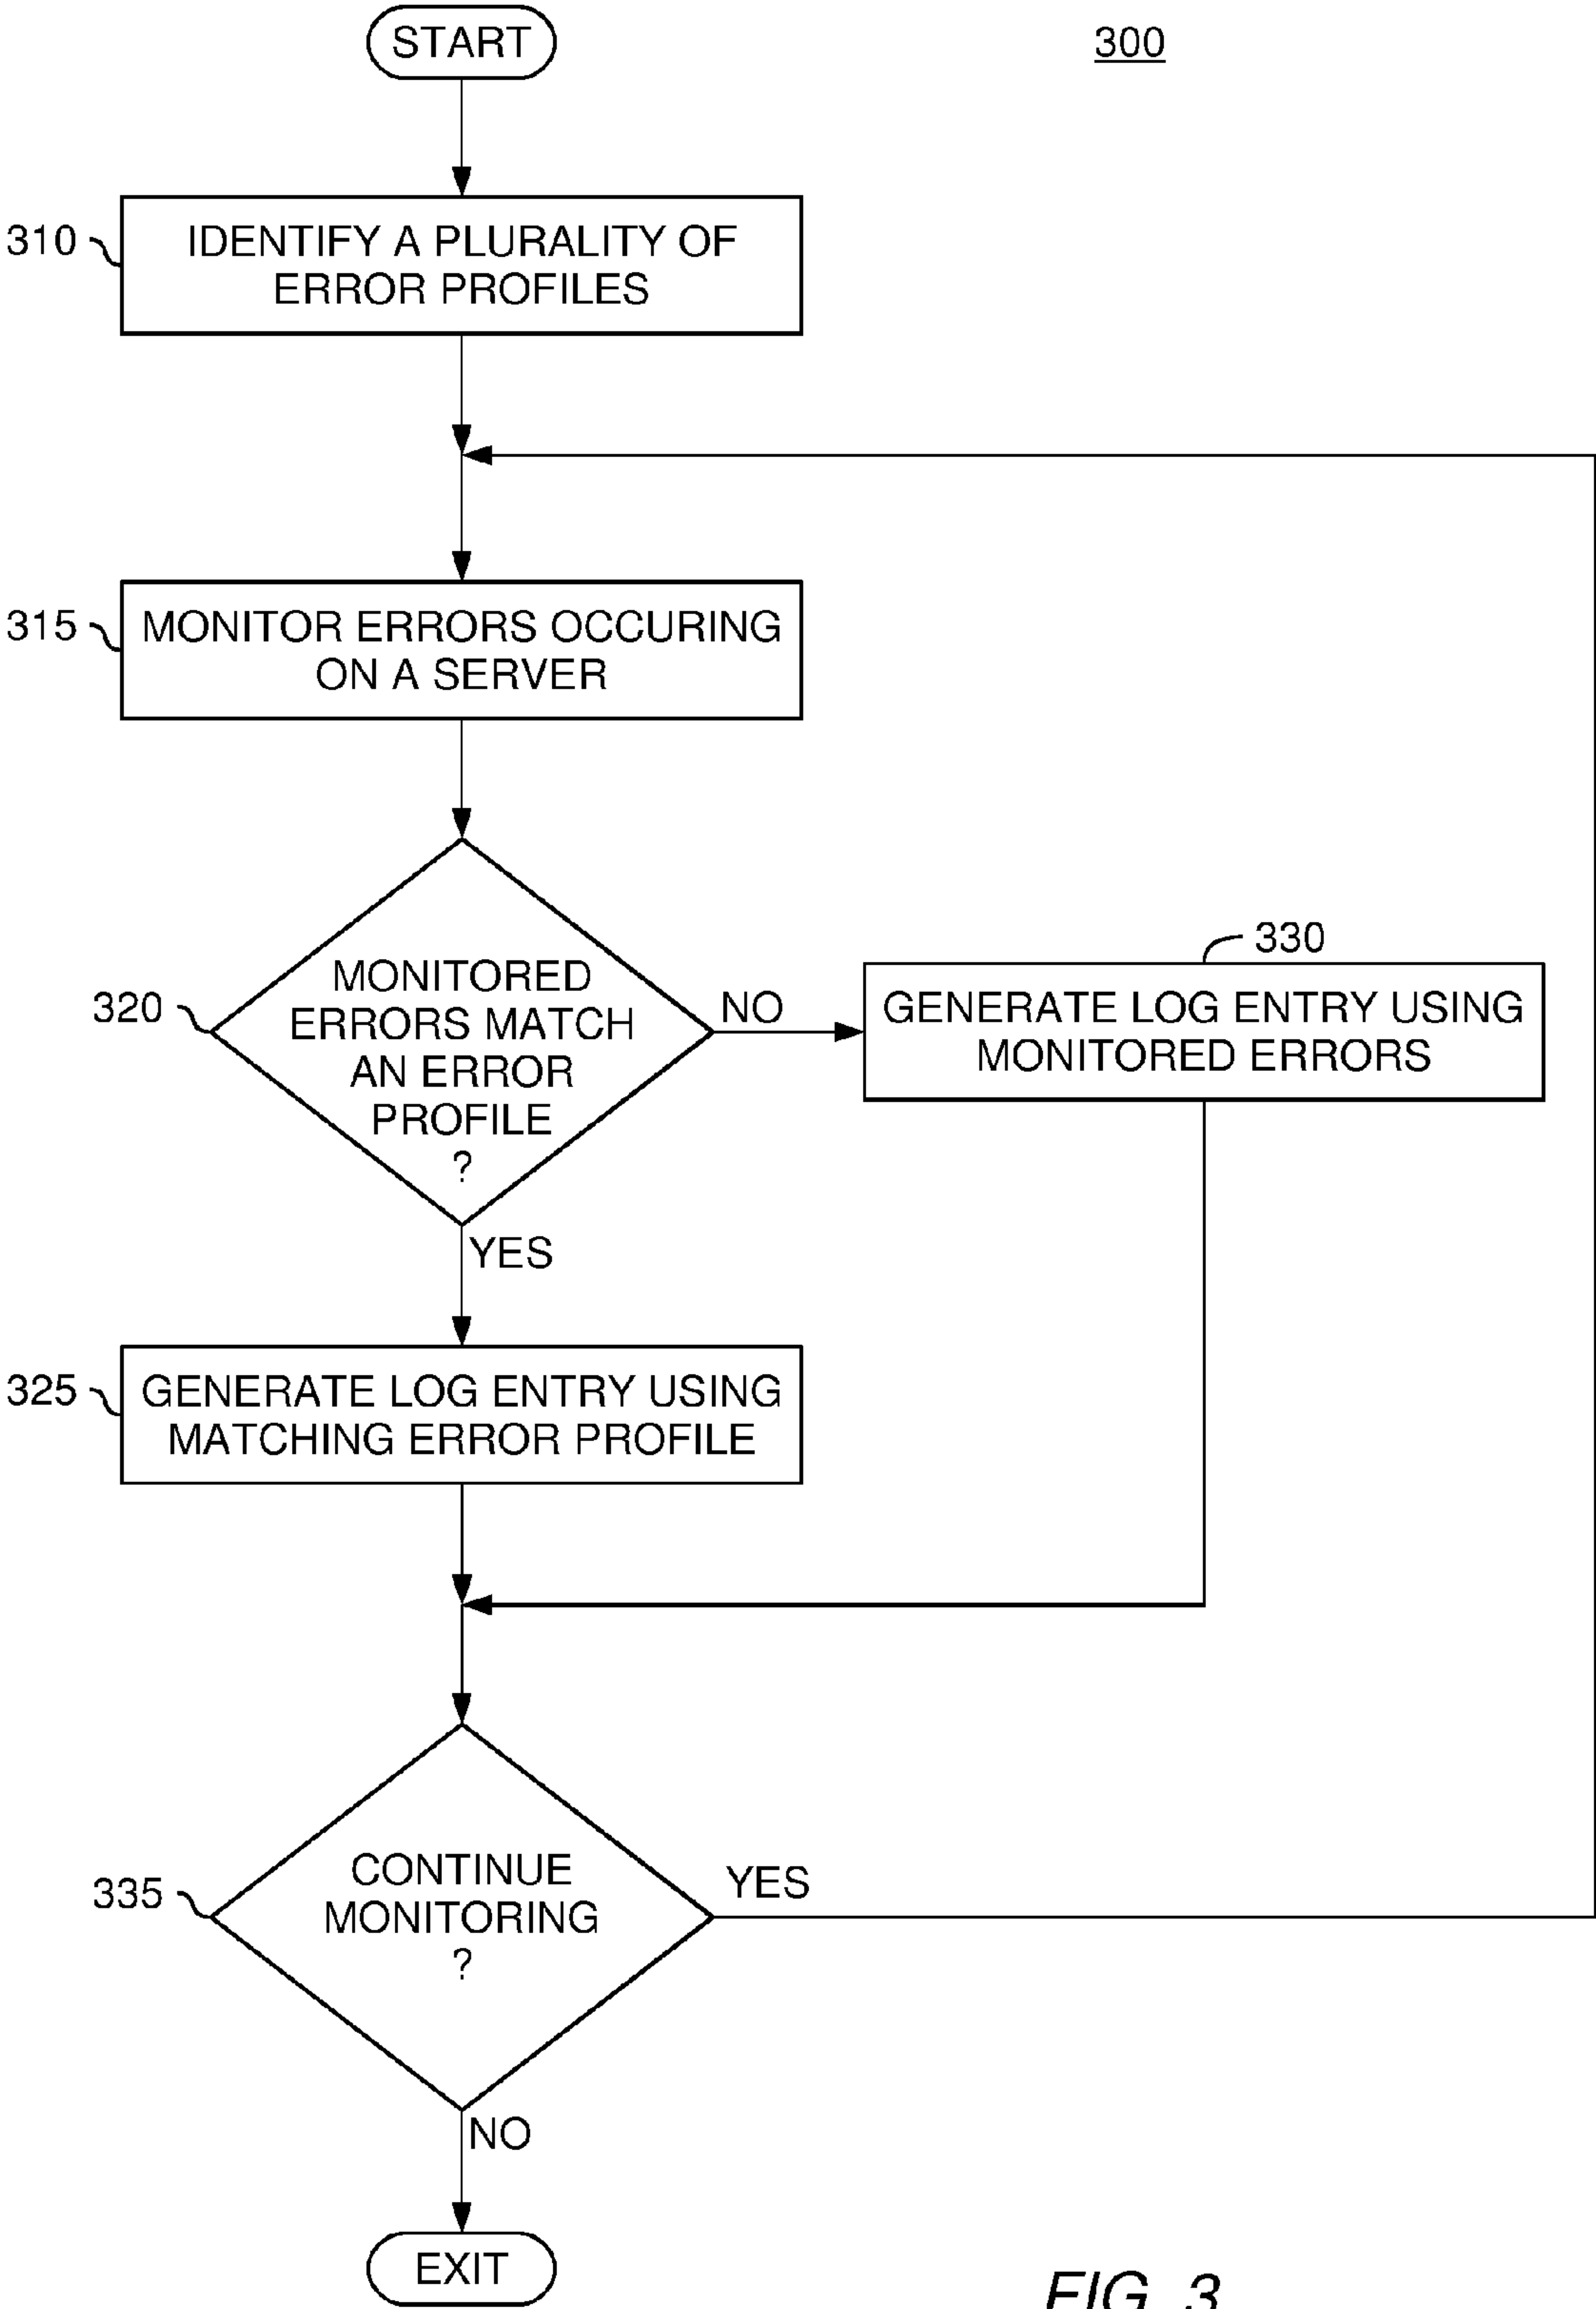 START
300
310
IDENTIFY A PLURALITY OF
ERROR PROFILES
315
MONITOR ERRORS OCCURING
ON A SERVER
320
MONITORED
ERRORS MATCH
AN ERROR
PROFILE
?
NO
330
GENERATE LOG ENTRY USING
MONITORED ERRORS
YES
325
GENERATE LOG ENTRY USING
MATCHING ERROR PROFILE
335
CONTINUE
MONITORING
?
YES
NO
EXIT
FIG. 3